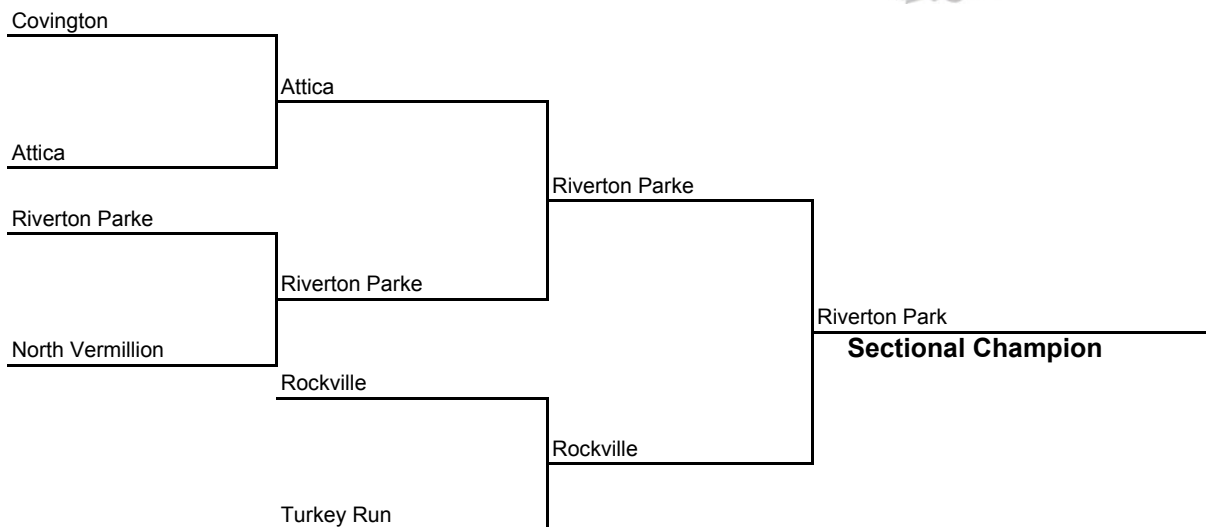 Covington
Attica
Attica
Riverton Parke
Riverton Parke
Riverton Parke
Riverton Park
North Vermillion
Sectional Champion
Rockville
Rockville
Turkey Run